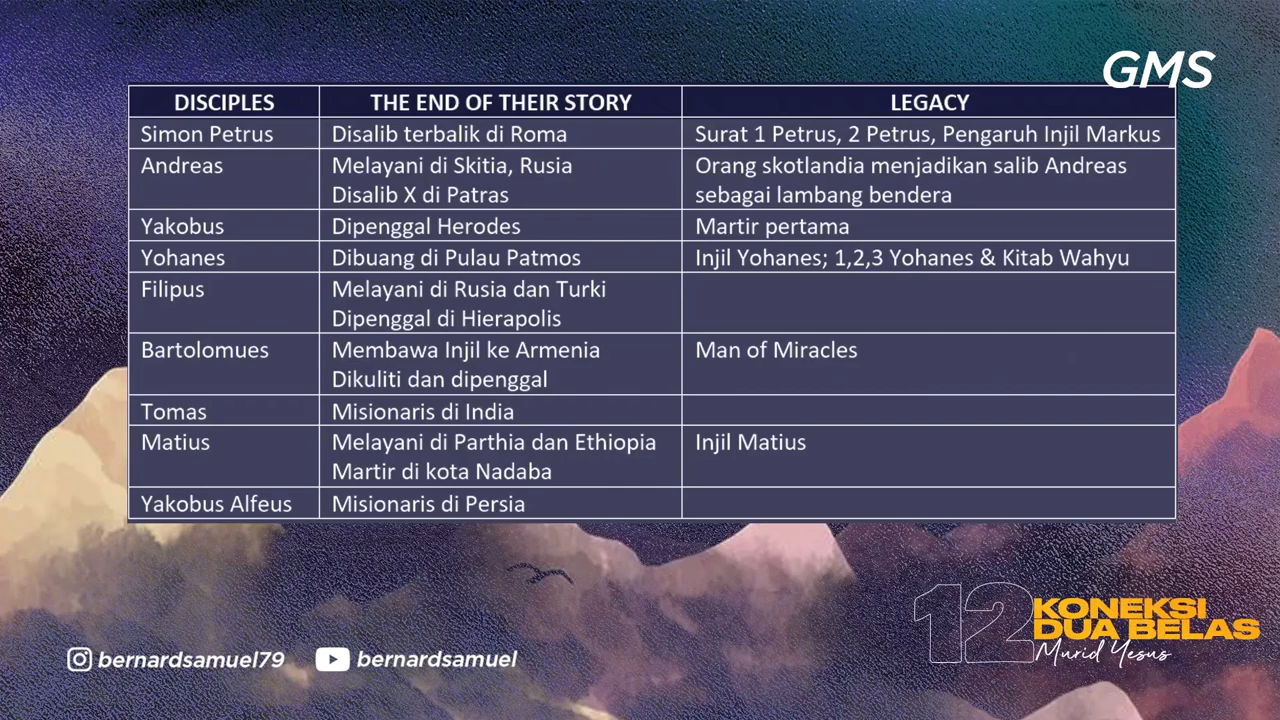 GMS
DISCIPLES THE END OF THEIR STORY LEGACY
Simon Petrus Disalib terbalik di Roma Surat 1 Petrus, 2 Petrus, Pengaruh Injil Markus
Andreas Melayani di Skitia, Rusia Orang skotlandia menjadikan salib Andreas
Disalib X di Patras sebagai lambang bendera
Yakobus Dipenggal Herodes Martir pertama
Yohanes Dibuang di Pulau Patmos Injil Yohanes; 1,2,3 Yohanes & Kitab Wahyu
Filipus Melayani di Rusia dan Turki
Dipenggal di Hierapolis
Bartolomues Membawa Injil ke Armenia Man of Miracles
Dikuliti dan dipenggal
Tomas Misionaris di India
Matius Melayani di Parthia dan Ethiopia Injil Matius
Martir di kota Nadaba
Yakobus Alfeus Misionaris di Persia
12 KONEKSI
DUA BELAS
Murid Yesus
bernardsamuel79 bernardsamuel